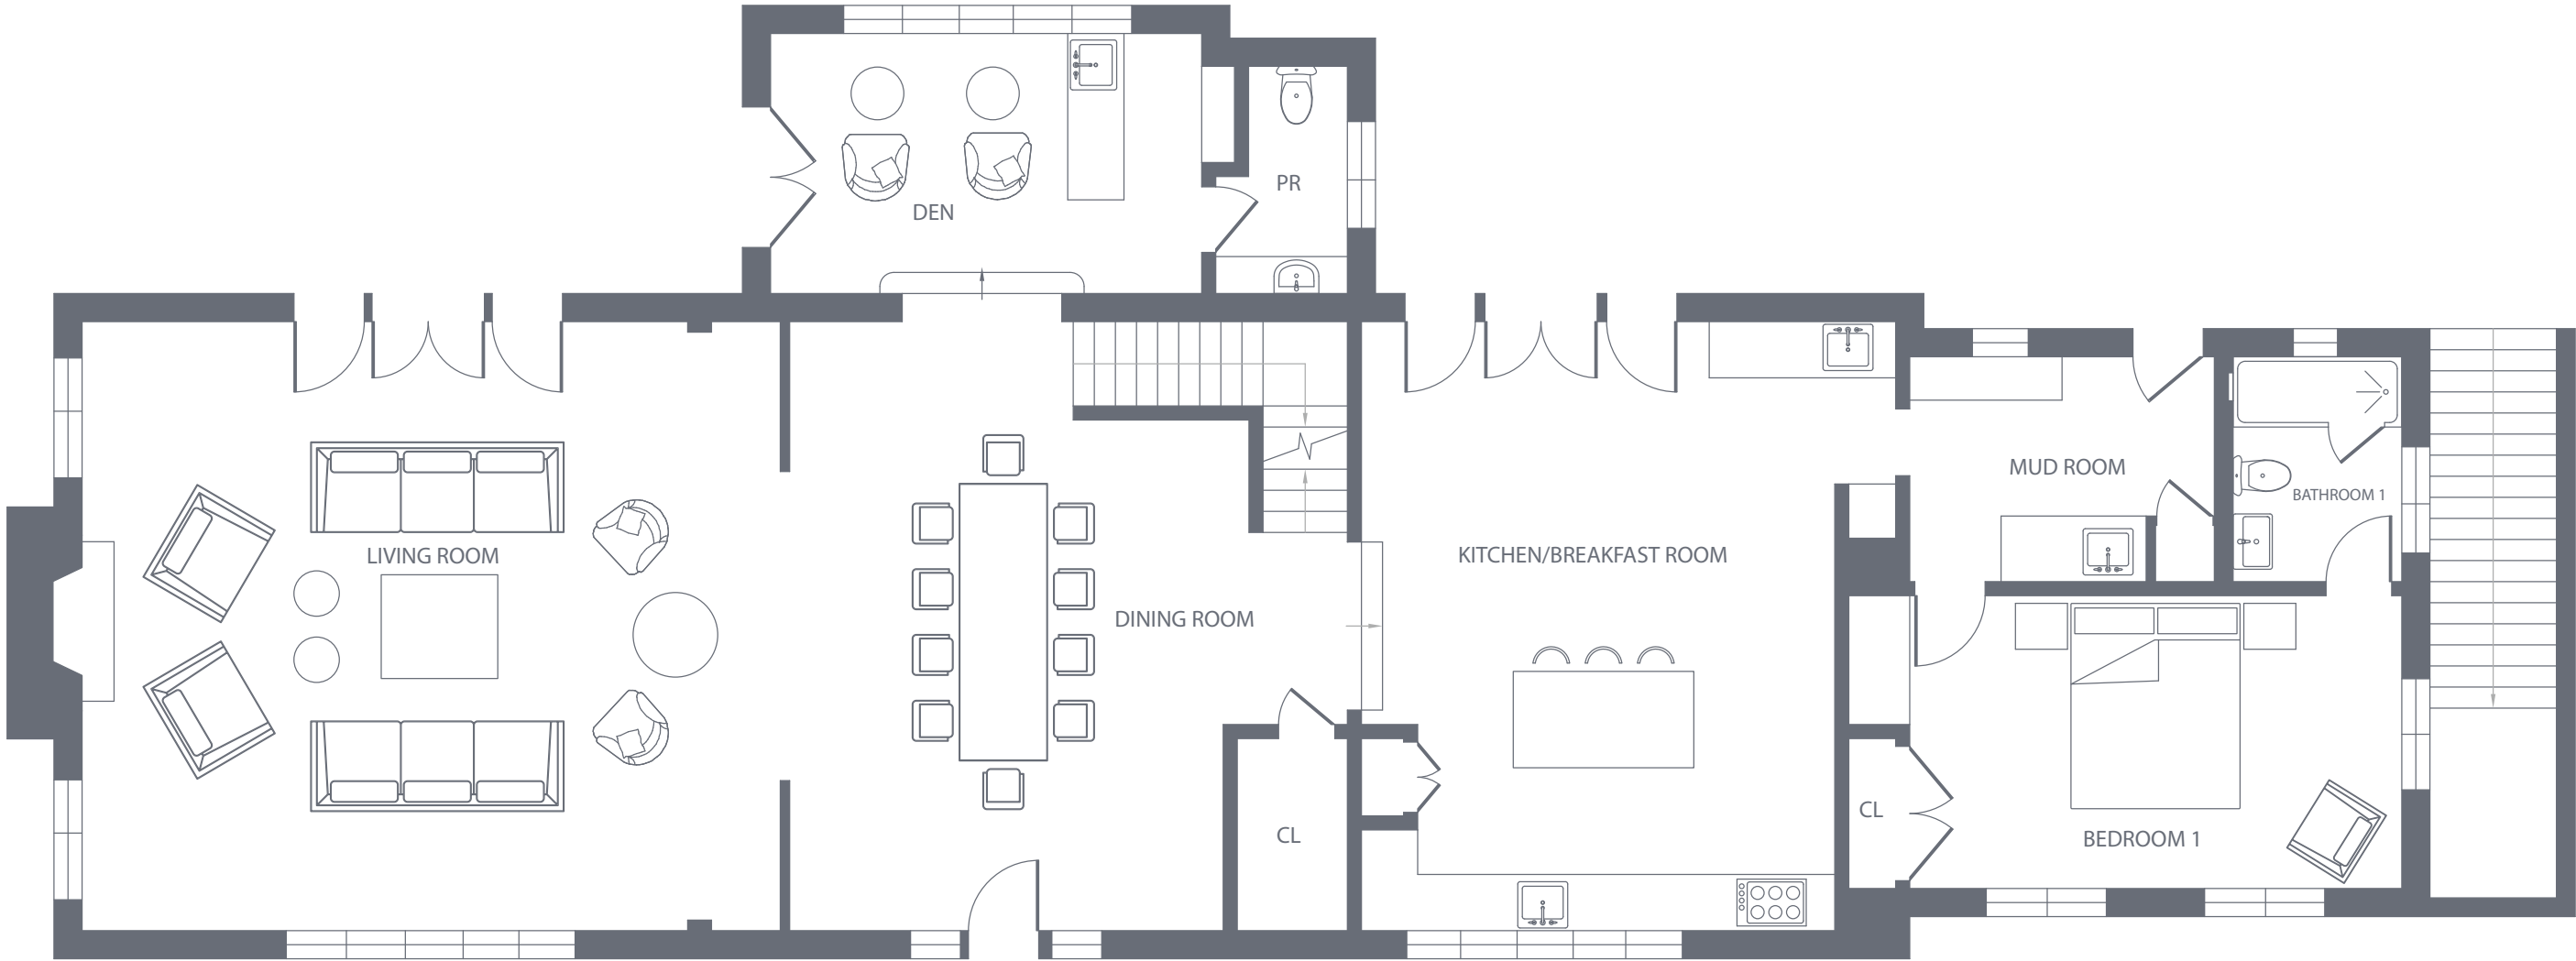 PR
DEN
MUD ROOM
BATHROOM 1
LIVING ROOM
KITCHEN/BREAKFAST ROOM
DINING ROOM
CL
CL
BEDROOM 1